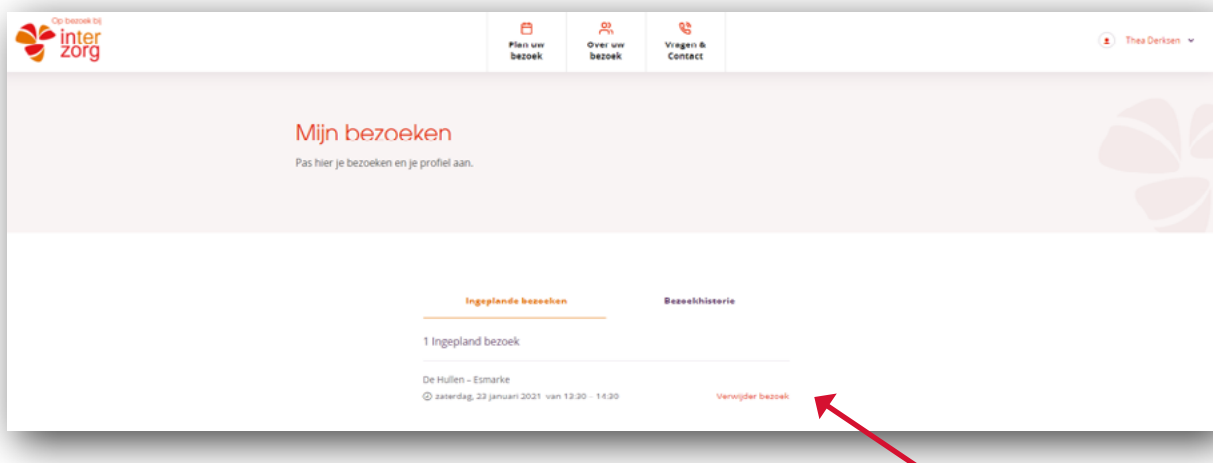 Op bezoek bij
inter
zorg
Plan uw
bezoek
Over uw
bezoek
Vragen &
Contact
Thea Derksen
Mijn bezoeken
Pas hier je bezoeken en je profiel aan.
Ingeplande bezoeken
Bezoekhistorie
1 Ingepland bezoek
De Hullen – Esmarke
zaterdag, 23 januari 2021 van 13:30 - 14:30
Verwijder bezoek